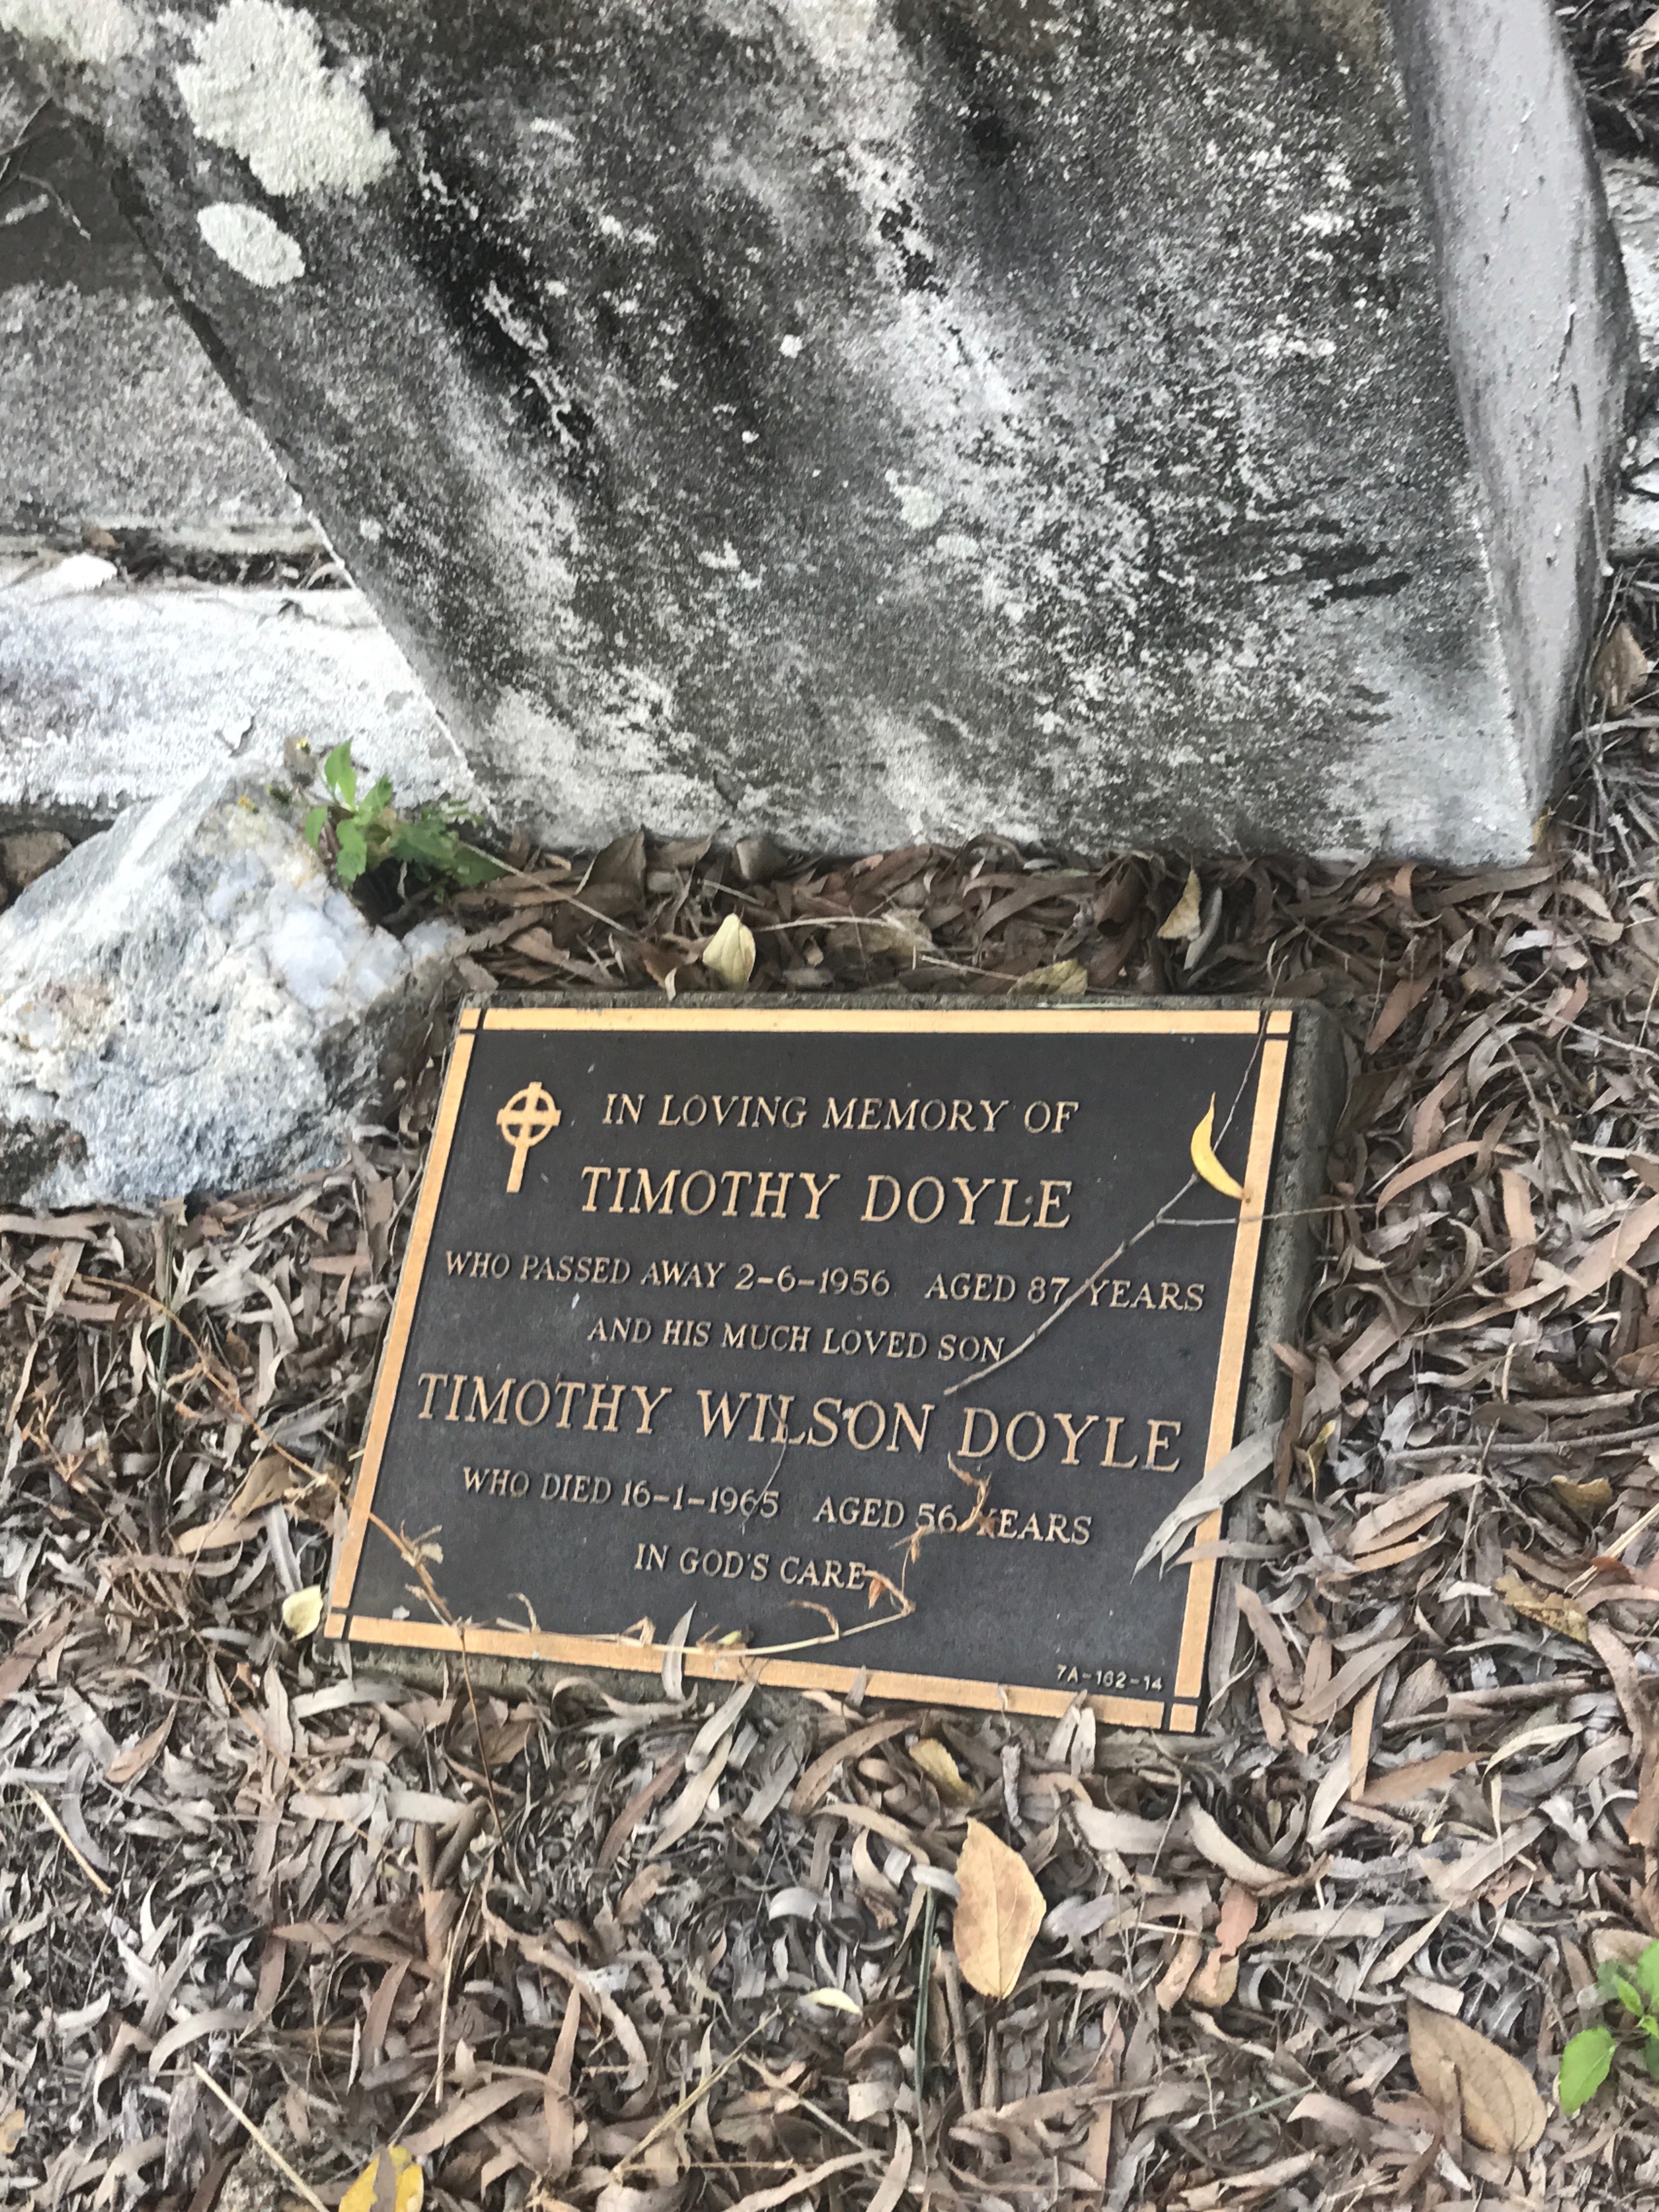 IN LOVING MEMORY OF
TIMOTHY DOYLE
WHO PASSED AWAY 2-6-1956 AGED 87 YEARS
AND HIS MUCH LOVED SON
TIMOTHY WILSON DOYLE
WHO DIED 16-1-1965 AGED 56 YEARS
IN GOD'S CARE
7A-162-14